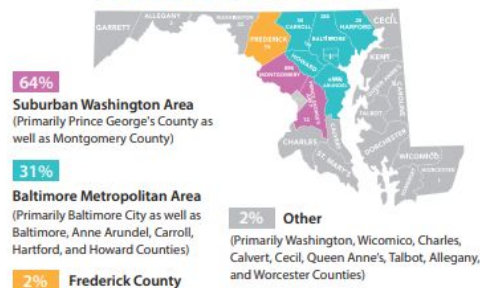 GARRETT
ALLEGANY
WASHINGTON
FREDERICK
CARROLL
BALTIMORE
HARFORD
CECIL
HOWARD
MONTGOMERY
ARUNDEL
KENT
CAROLINE
TALBOT
CALVERT
CHARLES
ST. MARY'S
DORCHESTER
WICOMICO
WORCESTER
64%
Suburban Washington Area
(Primarily Prince George's County as
well as Montgomery County)
31%
Baltimore Metropolitan Area
(Primarily Baltimore City as well as
Baltimore, Anne Arundel, Carroll,
Hartford, and Howard Counties)
2% Frederick County
2% Other
(Primarily Washington, Wicomico, Charles,
Calvert, Cecil, Queen Anne's, Talbot, Allegany,
and Worcester Counties)